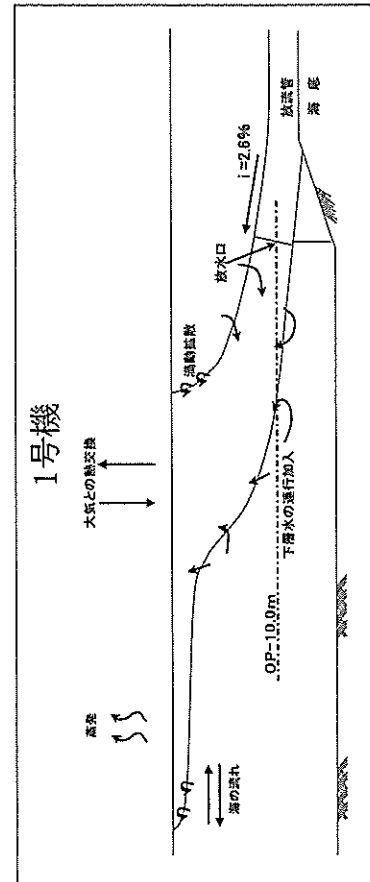 1号機
蒸発
大気との熱交換
渦動拡散
i=2.6%
放流管
海底
放水口
海の流れ
OP-10.0m
下層水の連行加入